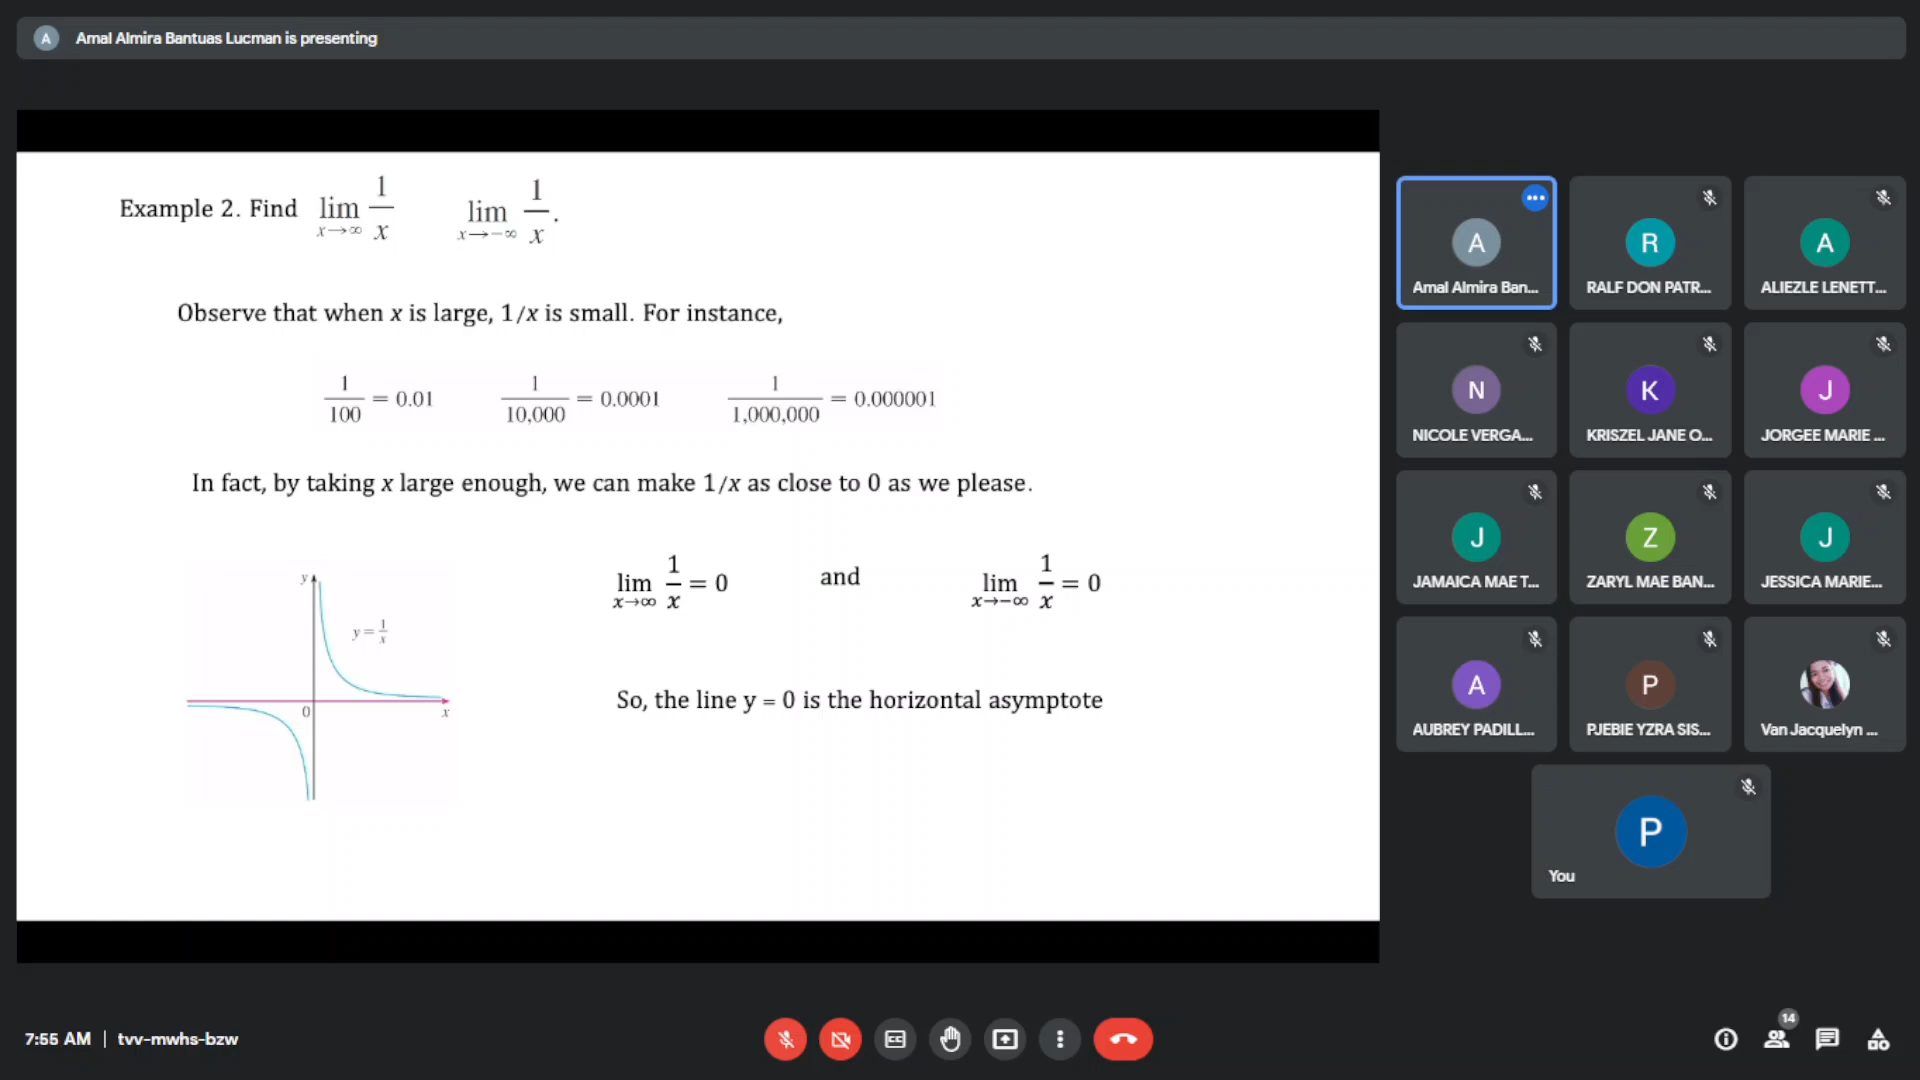 A Amal Almira Bantuas Lucman is presenting
Example 2. Find lim x→∞ 1/x lim x→−∞ 1/x.
Observe that when x is large, 1/x is small. For instance,
1/100 = 0.01 1/10,000 = 0.0001 1/1,000,000 = 0.000001
In fact, by taking x large enough, we can make 1/x as close to 0 as we please.
y
y = 1/x
0
x
lim x→∞ 1/x = 0 and lim x→−∞ 1/x = 0
So, the line y = 0 is the horizontal asymptote
A
Amal Almira Ban...
R
RALF DON PATR...
A
ALIEZLE LENETT...
N
NICOLE VERGA...
K
KRISZEL JANE O...
J
JORGEE MARIE ...
J
JAMAICA MAE T...
Z
ZARYL MAE BAN...
J
JESSICA MARIE...
A
AUBREY PADILL...
P
PJEBIE YZRA SIS...
Van Jacquelyn ...
P
You
7:55 AM | tvv-mwhs-bzw
CC
14